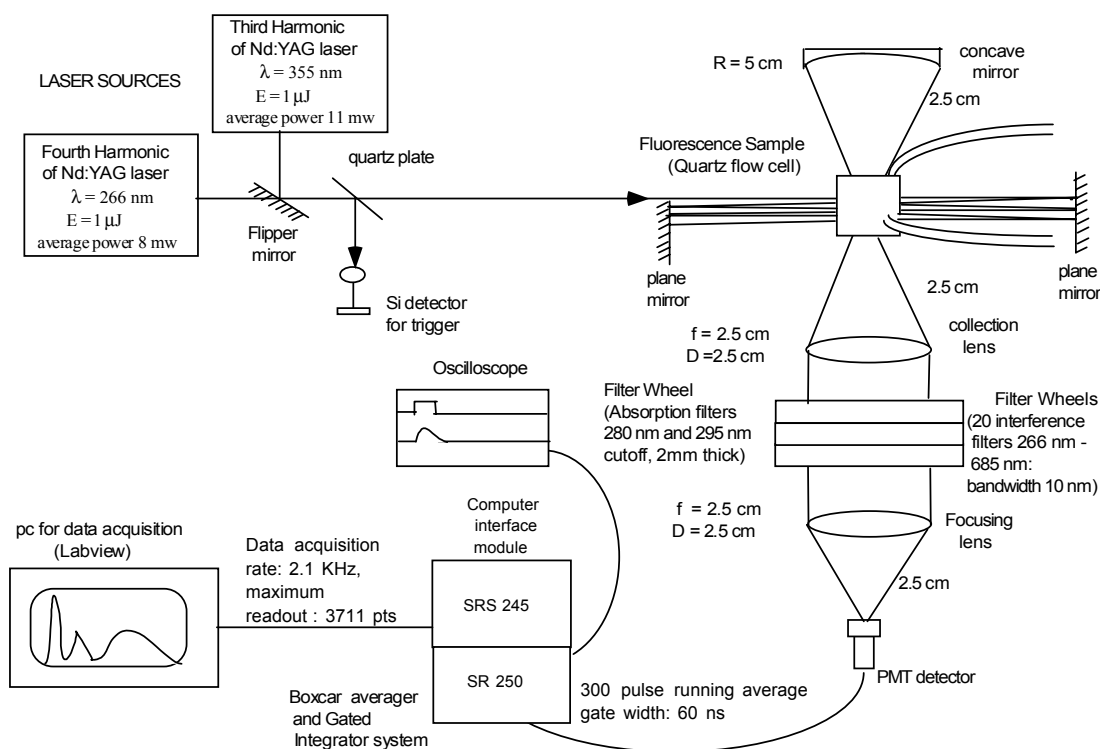 LASER SOURCES
Third Harmonic
of Nd:YAG laser
λ = 355 nm
E = 1 μJ
average power 11 mw
Fourth Harmonic
of Nd:YAG laser
λ = 266 nm
E = 1 μJ
average power 8 mw
Flipper
mirror
quartz plate
Si detector
for trigger
R = 5 cm
concave
mirror
2.5 cm
Fluorescence Sample
(Quartz flow cell)
plane
mirror
plane
mirror
2.5 cm
f = 2.5 cm
D =2.5 cm
collection
lens
Oscilloscope
Filter Wheel
(Absorption filters
280 nm and 295 nm
cutoff, 2mm thick)
Filter Wheels
(20 interference
filters 266 nm -
685 nm:
bandwidth 10 nm)
f = 2.5 cm
D = 2.5 cm
Focusing
lens
2.5 cm
PMT detector
Computer
interface
module
SRS 245
SR 250
pc for data acquisition
(Labview)
Data acquisition
rate: 2.1 KHz,
maximum
readout : 3711 pts
Boxcar averager
and Gated
Integrator system
300 pulse running average
gate width: 60 ns